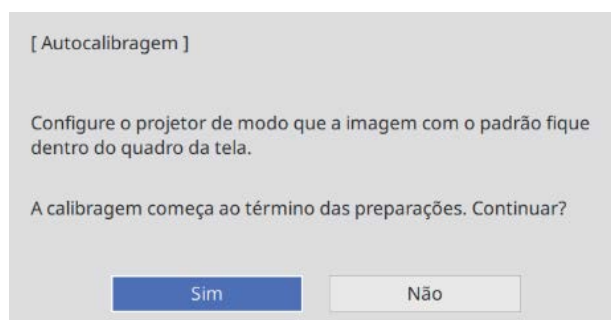 [ Autocalibragem ]
Configure o projetor de modo que a imagem com o padrão fique
dentro do quadro da tela.
A calibragem começa ao término das preparações. Continuar?
Sim
Não